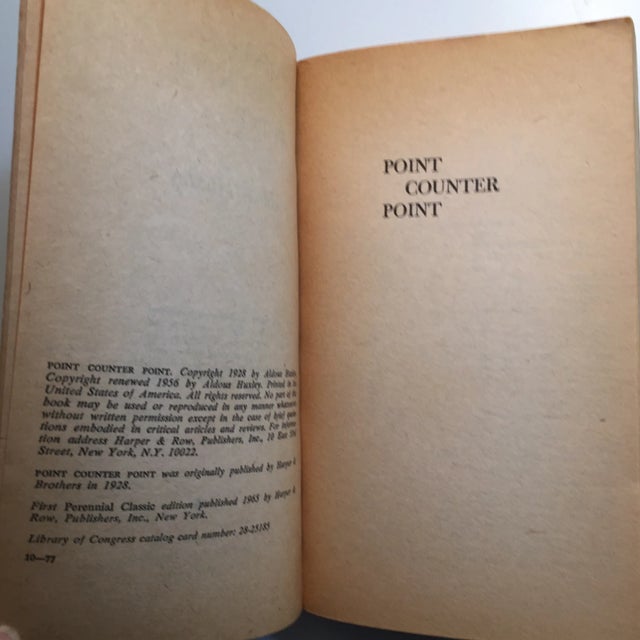 POINT COUNTER POINT. Copyright 1928 by Aldous Huxley.
Copyright renewed 1956 by Aldous Huxley. Printed in the
United States of America. All rights reserved. No part of
book may be used or reproduced in any manner whatsoever
without written permission except in the case of brief
tions embodied in critical articles and reviews. For
tion address Harper & Row, Publishers, Inc., 10 East
Street, New York, N.Y. 10022.
POINT COUNTER POINT was originally published by Harper &
Brothers in 1928.
First Perennial Classic edition published 1965 by Harper &
Row, Publishers, Inc., New York.
Library of Congress catalog card number: 28-25185
10—77
POINT
COUNTER
POINT